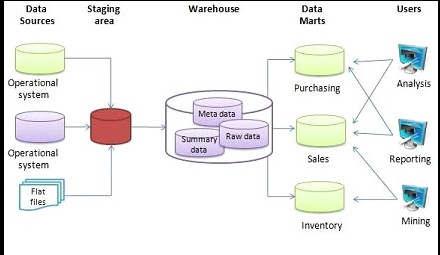 Data
Sources
Staging
area
Warehouse
Data
Marts
Users
Operational
system
Operational
system
Flat
files
Meta data
Summary
data
Raw data
Purchasing
Sales
Inventory
Analysis
Reporting
Mining